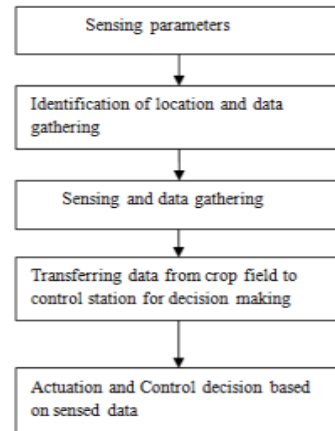 Sensing parameters
Identification of location and data
gathering
Sensing and data gathering
Transferring data from crop field to
control station for decision making
Actuation and Control decision based
on sensed data